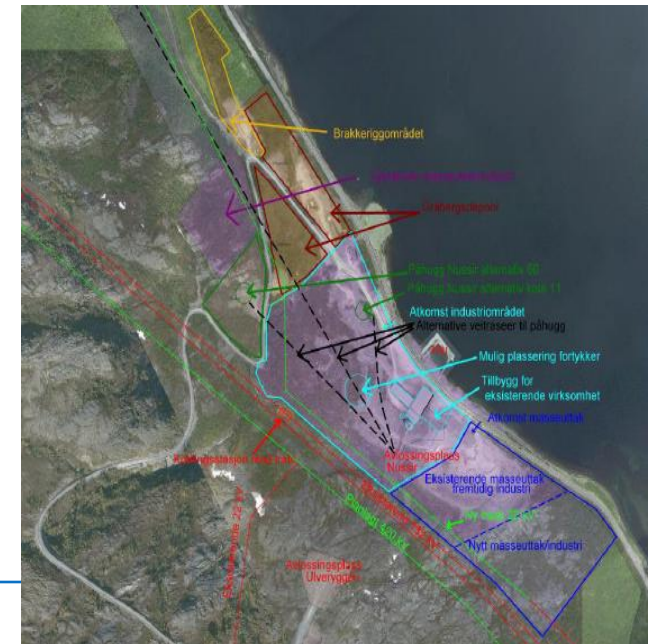 Brakkeriggområdet
Gråbergsdeponi
Påhugg Nussir alternativ 60
Påhugg Nussir alternativ kote 11
Atkomst industriområdet
Alternative veitraseer til påhugg
Mulig plassering fortykker
Tillbygg for
eksisterende virksomhet
Atkomst masseuttak
Avlossingsplass
Nussir
Eksisterende masseuttak
fremtidig industri
Planlagt 420 kV
Nytt masseuttak/industri
Avlossingsplass
Ulveryggen